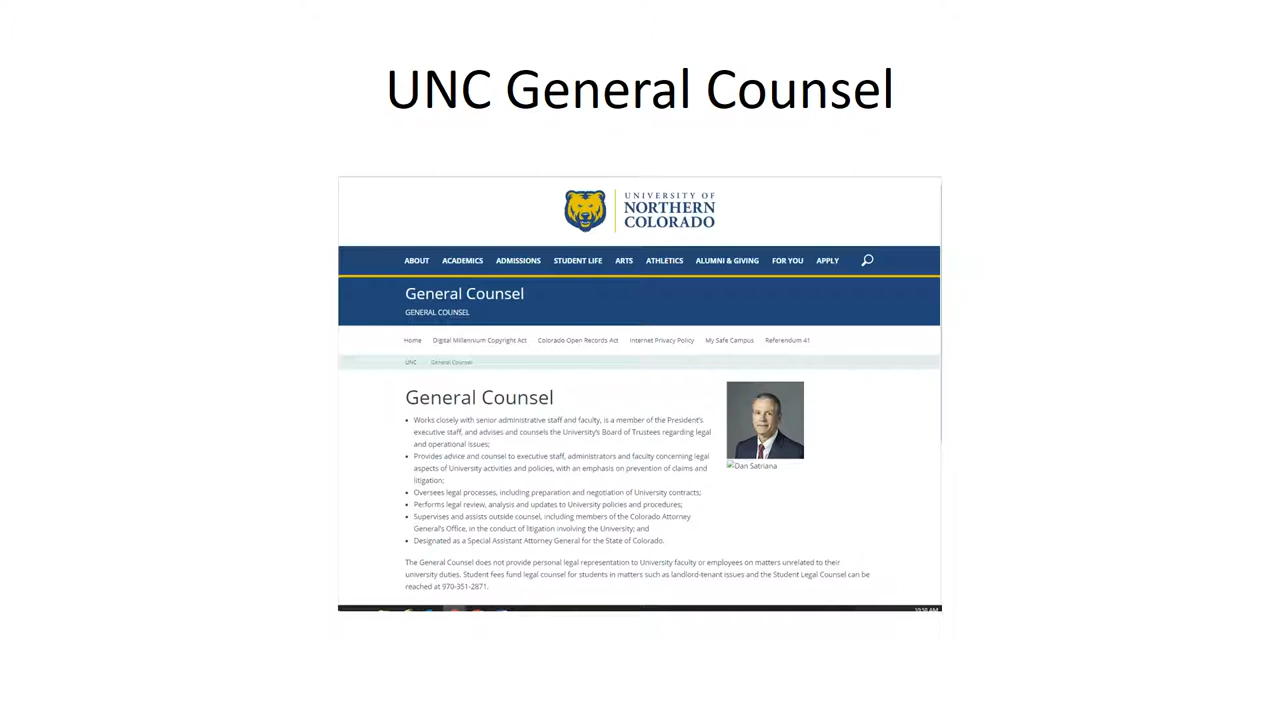 UNC General Counsel
UNIVERSITY OF
NORTHERN
COLORADO
ABOUT ACADEMICS ADMISSIONS STUDENT LIFE ARTS ATHLETICS ALUMNI & GIVING FOR YOU APPLY
General Counsel
GENERAL COUNSEL
Home Digital Millennium Copyright Act Colorado Open Records Act Internet Privacy Policy My Safe Campus Referendum 41
UNC General Counsel
General Counsel
• Works closely with senior administrative staff and faculty, is a member of the President's
executive staff, and advises and counsels the University's Board of Trustees regarding legal
and operational issues;
• Provides advice and counsel to executive staff, administrators and faculty concerning legal
aspects of University activities and policies, with an emphasis on prevention of claims and
litigation;
• Oversees legal processes, including preparation and negotiation of University contracts;
• Performs legal review, analysis and updates to University policies and procedures;
• Supervises and assists outside counsel, including members of the Colorado Attorney
General's Office, in the conduct of litigation involving the University; and
• Designated as a Special Assistant Attorney General for the State of Colorado.
Dan Satriana
The General Counsel does not provide personal legal representation to University faculty or employees on matters unrelated to their
university duties. Student fees fund legal counsel for students in matters such as landlord-tenant issues and the Student Legal Counsel can be
reached at 970-351-2871.